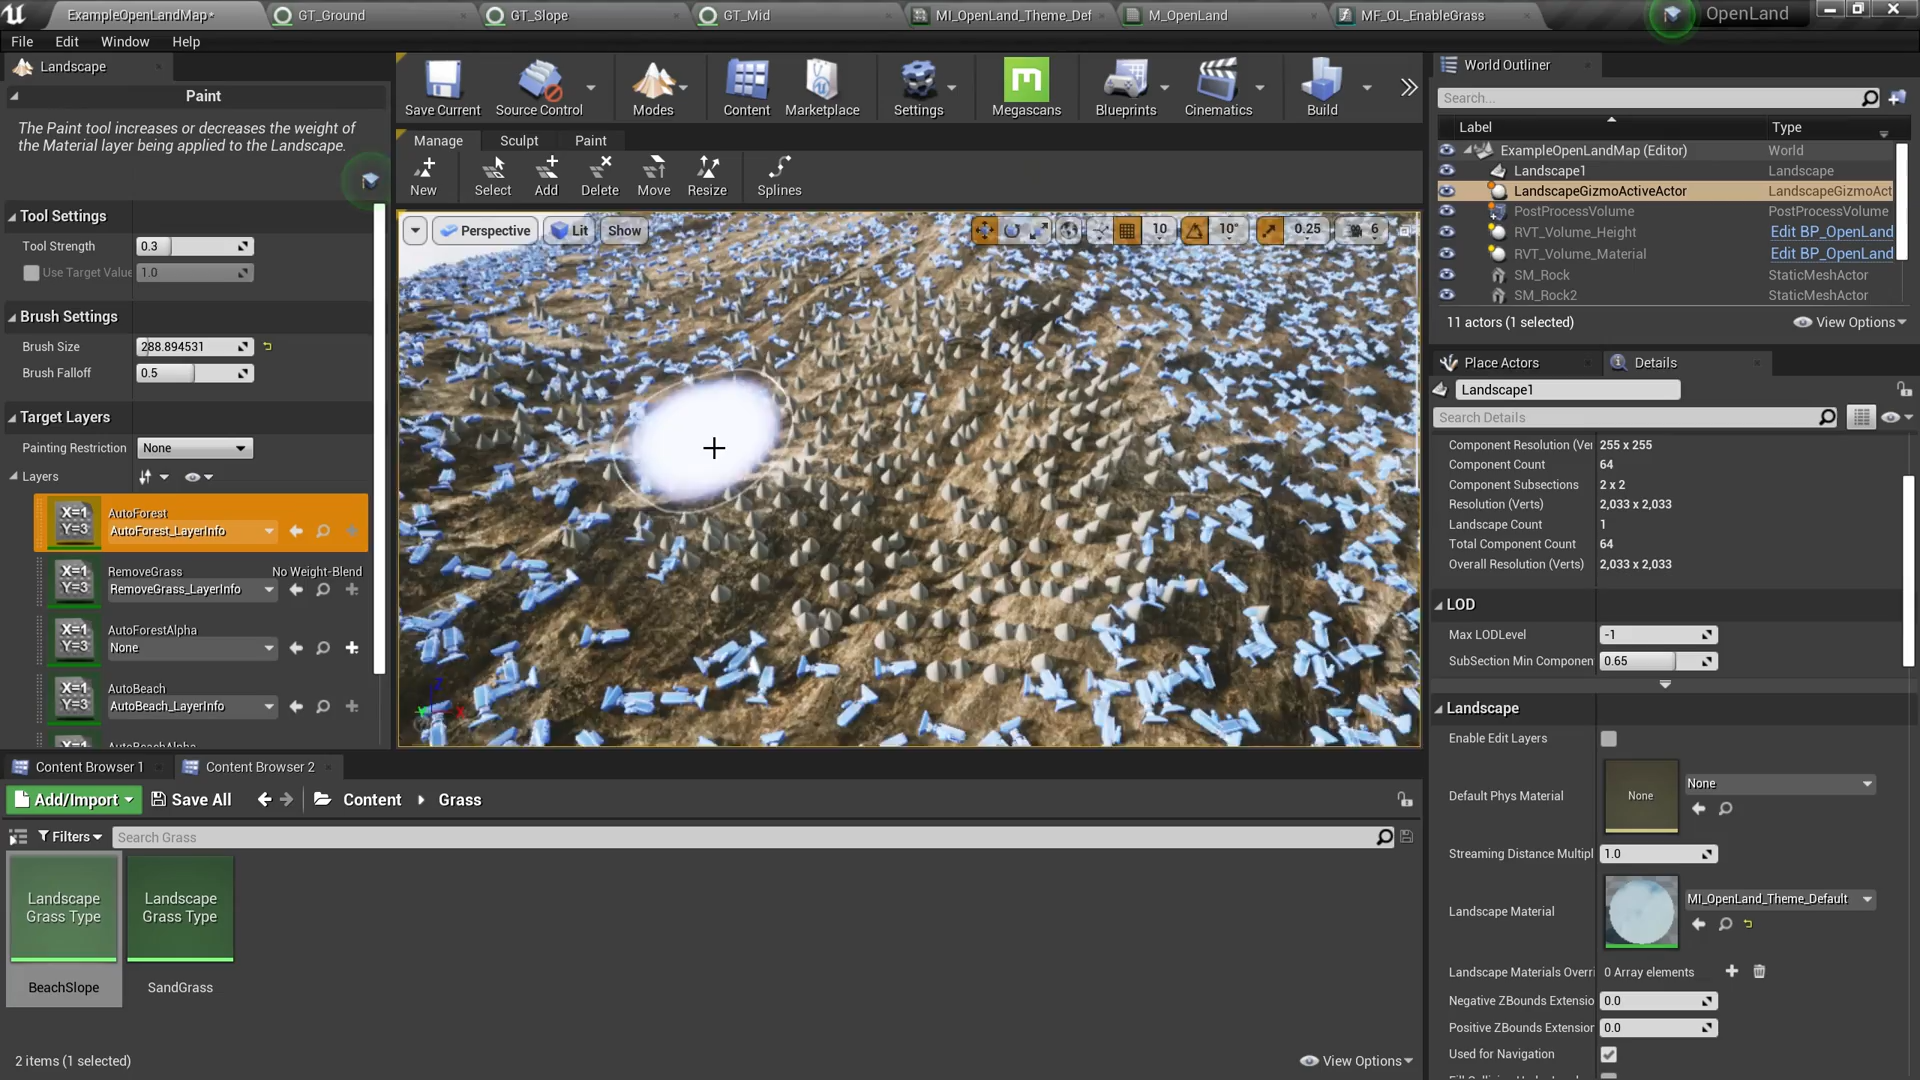 ExampleOpenLandMap*
GT_Ground
GT_Slope
GT_Mid
MI_OpenLand_Theme_Def
M_OpenLand
MF_OL_EnableGrass
OpenLand
File Edit Window Help
Landscape
Paint
The Paint tool increases or decreases the weight of
the Material layer being applied to the Landscape.
Tool Settings
Tool Strength 0.3
Use Target Value 1.0
Brush Settings
Brush Size 288.894531
Brush Falloff 0.5
Target Layers
Painting Restriction None
Layers
X=1
Y=3
AutoForest
AutoForest_LayerInfo
X=1
Y=3
RemoveGrass No Weight-Blend
RemoveGrass_LayerInfo
X=1
Y=3
AutoForestAlpha
None
X=1
Y=3
AutoBeach
AutoBeach_LayerInfo
X=1
AutoBeachAlpha
Save Current Source Control Modes Content Marketplace Settings Megascans Blueprints Cinematics Build
Manage Sculpt Paint
New Select Add Delete Move Resize Splines
Perspective Lit Show 10 10° 0.25 6
World Outliner
Search...
Label Type
ExampleOpenLandMap (Editor) World
Landscape1 Landscape
LandscapeGizmoActiveActor LandscapeGizmoAct
PostProcessVolume PostProcessVolume
RVT_Volume_Height Edit BP_OpenLand
RVT_Volume_Material Edit BP_OpenLand
SM_Rock StaticMeshActor
SM_Rock2 StaticMeshActor
11 actors (1 selected) View Options
Place Actors Details
Landscape1
Search Details
Component Resolution (Ver 255 x 255
Component Count 64
Component Subsections 2 x 2
Resolution (Verts) 2,033 x 2,033
Landscape Count 1
Total Component Count 64
Overall Resolution (Verts) 2,033 x 2,033
LOD
Max LODLevel -1
SubSection Min Componen 0.65
Landscape
Enable Edit Layers
Default Phys Material None None
Streaming Distance Multipl 1.0
Landscape Material MI_OpenLand_Theme_Default
Landscape Materials Overri 0 Array elements
Negative ZBounds Extensio 0.0
Positive ZBounds Extension 0.0
Used for Navigation
Content Browser 1 Content Browser 2
Add/Import Save All Content Grass
Filters Search Grass
Landscape
Grass Type
Landscape
Grass Type
BeachSlope SandGrass
2 items (1 selected) View Options